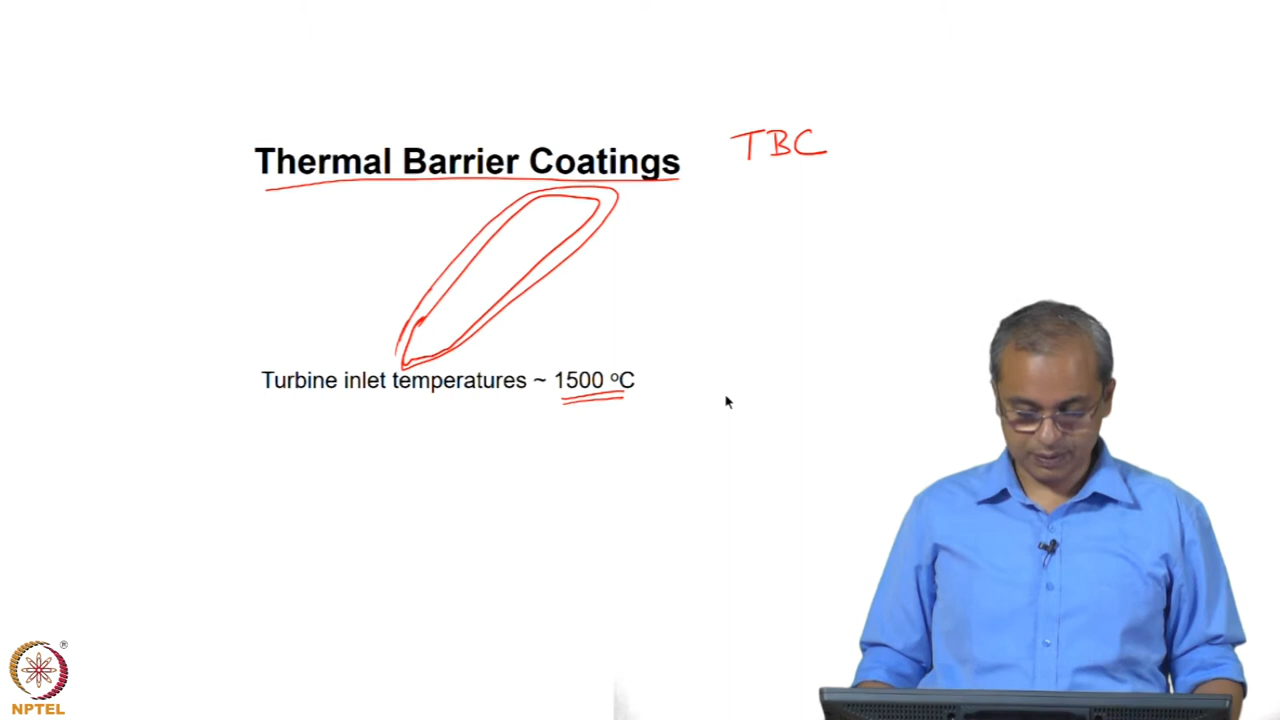 Thermal Barrier Coatings
TBC
Turbine inlet temperatures ~ 1500 ºC
®
NPTEL